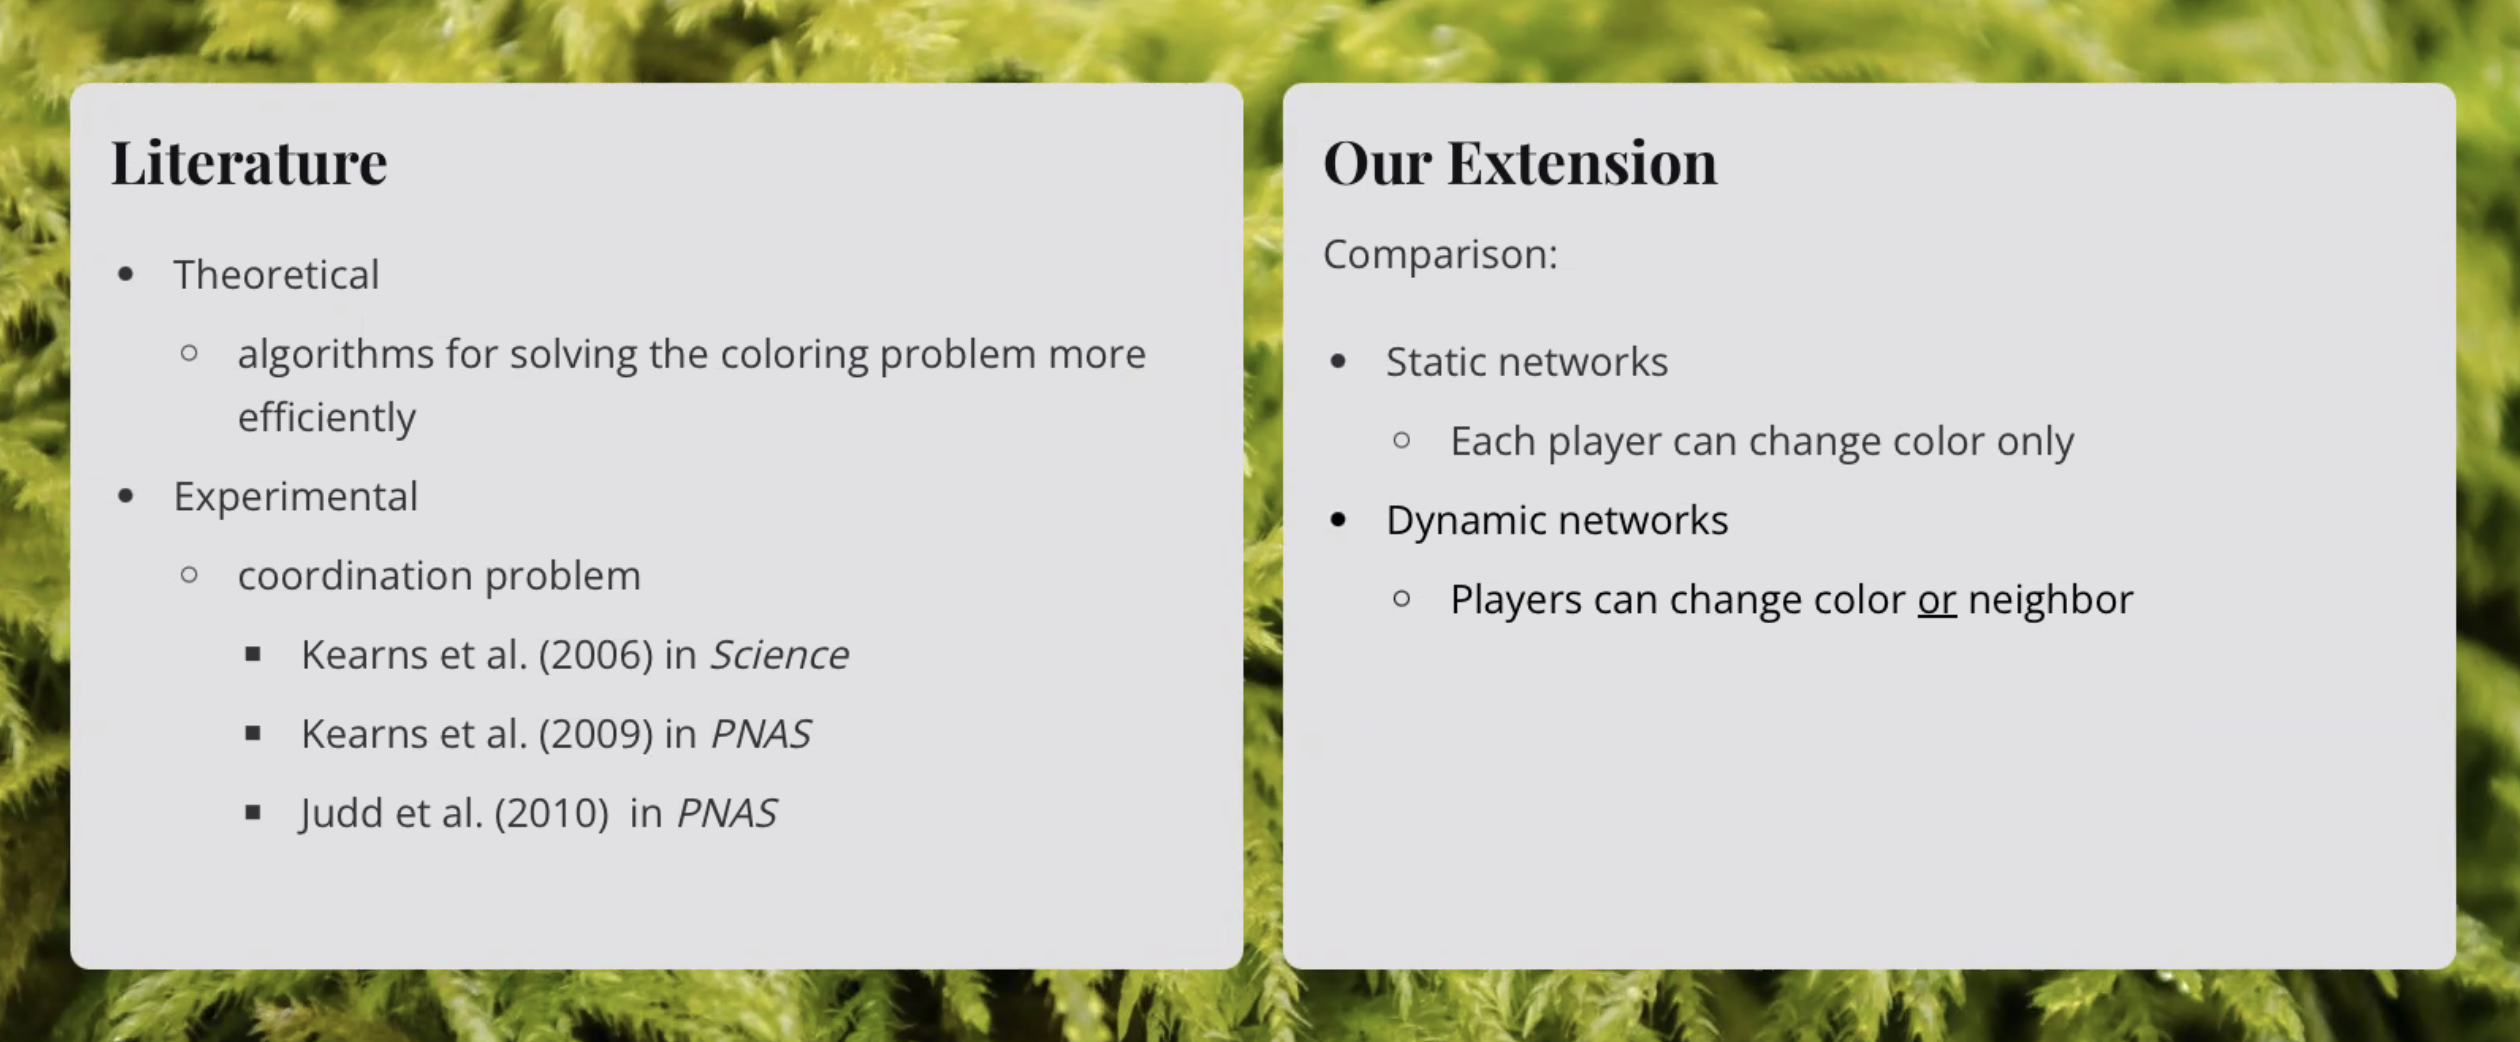 Literature
• Theoretical
○ algorithms for solving the coloring problem more
efficiently
• Experimental
○ coordination problem
■ Kearns et al. (2006) in Science
■ Kearns et al. (2009) in PNAS
■ Judd et al. (2010)  in PNAS
Our Extension
Comparison:
• Static networks
○ Each player can change color only
• Dynamic networks
○ Players can change color or neighbor